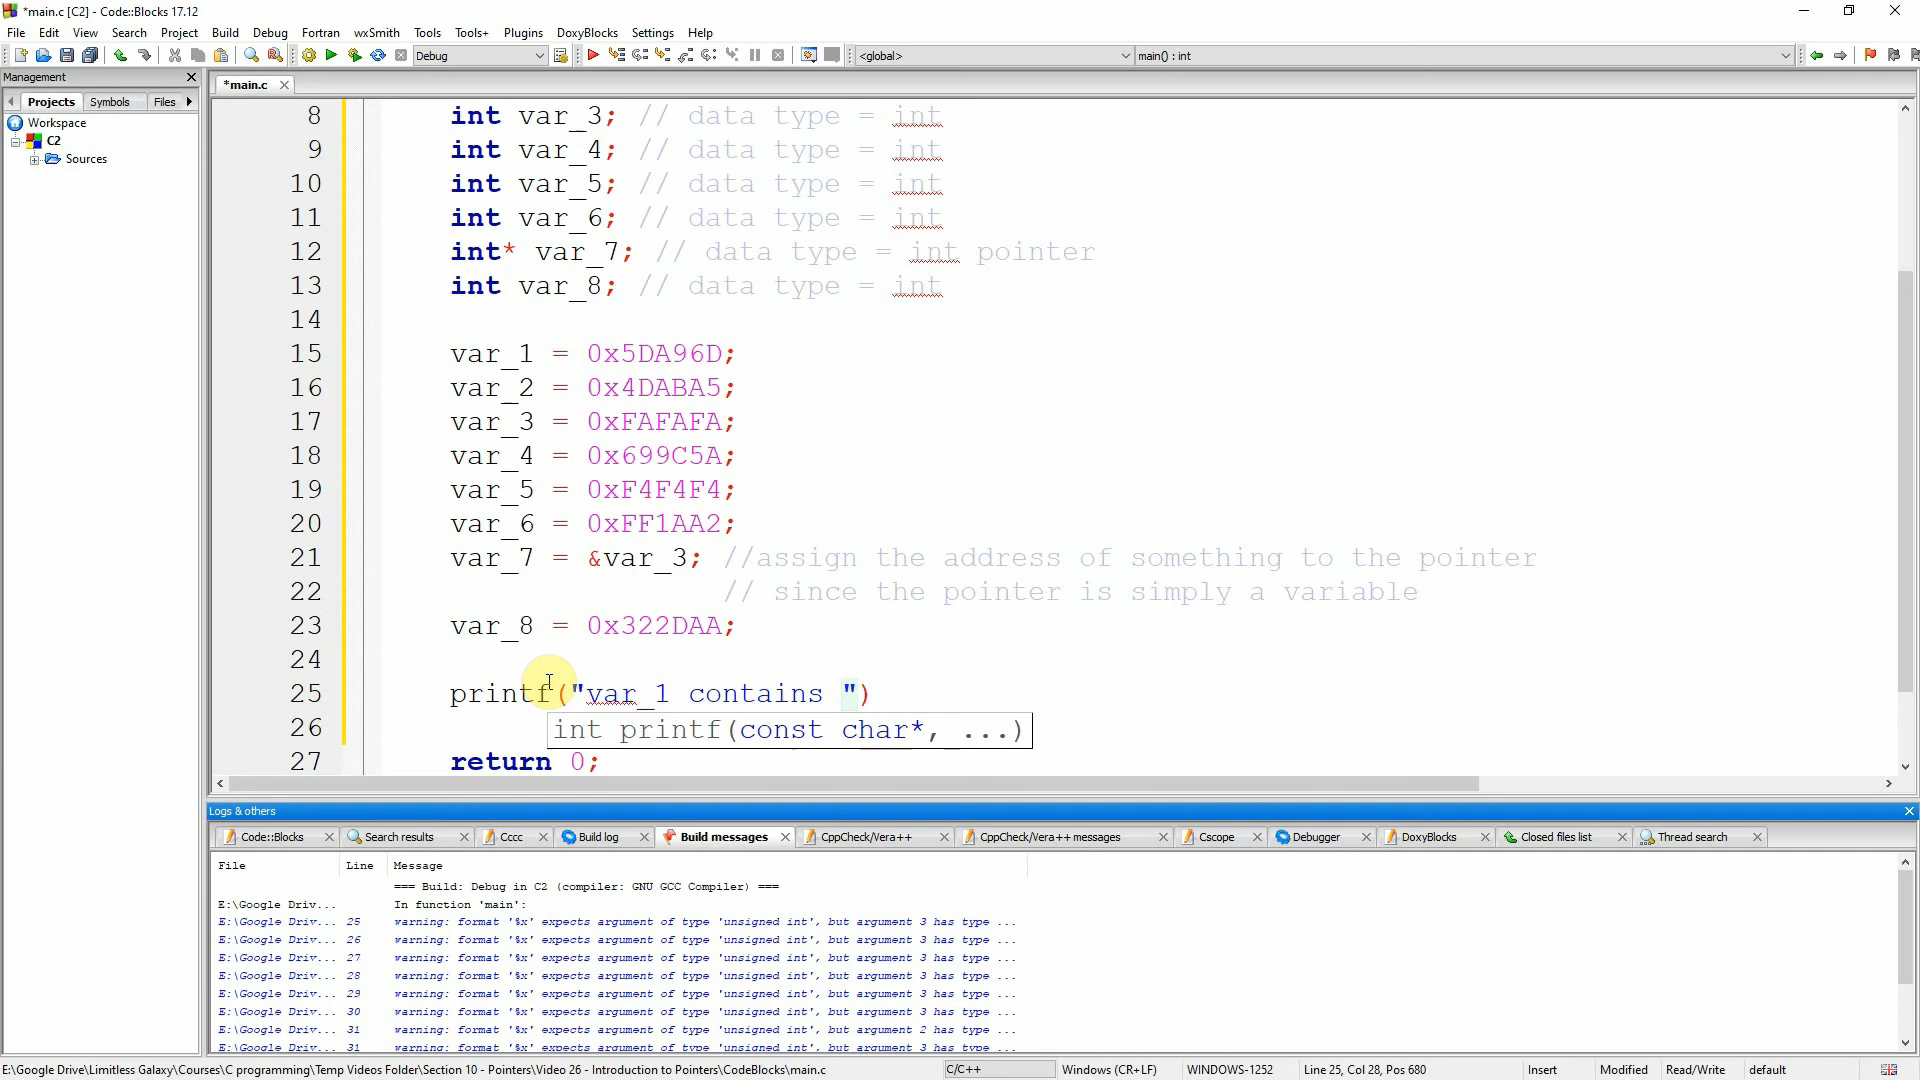 *main.c [C2] - Code::Blocks 17.12
File Edit View Search Project Build Debug Fortran wxSmith Tools Tools+ Plugins DoxyBlocks Settings Help
Debug <global> main() : int
Management
*main.c
Projects Symbols Files
Workspace
C2
Sources
8 int var_3; // data type = int
9 int var_4; // data type = int
10 int var_5; // data type = int
11 int var_6; // data type = int
12 int* var_7; // data type = int pointer
13 int var_8; // data type = int
14
15 var_1 = 0x5DA96D;
16 var_2 = 0x4DABA5;
17 var_3 = 0xFAFAFA;
18 var_4 = 0x699C5A;
19 var_5 = 0xF4F4F4;
20 var_6 = 0xFF1AA2;
21 var_7 = &var_3; //assign the address of something to the pointer
22 // since the pointer is simply a variable
23 var_8 = 0x322DAA;
24
25 printf("var_1 contains ")
26 int printf(const char*, ...)
27 return 0;
Logs & others
Code::Blocks Search results Cccc Build log Build messages CppCheck/Vera++ CppCheck/Vera++ messages Cscope Debugger DoxyBlocks Closed files list Thread search
File Line Message
=== Build: Debug in C2 (compiler: GNU GCC Compiler) ===
E:\Google Driv... In function 'main':
E:\Google Driv... 25 warning: format '%x' expects argument of type 'unsigned int', but argument 3 has type ...
E:\Google Driv... 26 warning: format '%x' expects argument of type 'unsigned int', but argument 3 has type ...
E:\Google Driv... 27 warning: format '%x' expects argument of type 'unsigned int', but argument 3 has type ...
E:\Google Driv... 28 warning: format '%x' expects argument of type 'unsigned int', but argument 3 has type ...
E:\Google Driv... 29 warning: format '%x' expects argument of type 'unsigned int', but argument 3 has type ...
E:\Google Driv... 30 warning: format '%x' expects argument of type 'unsigned int', but argument 3 has type ...
E:\Google Driv... 31 warning: format '%x' expects argument of type 'unsigned int', but argument 2 has type ...
E:\Google Driv... 31 warning: format '%x' expects argument of type 'unsigned int', but argument 3 has type ...
E:\Google Drive\Limitless Galaxy\Courses\C programming\Temp Videos Folder\Section 10 - Pointers\Video 26 - Introduction to Pointers\CodeBlocks\main.c C/C++ Windows (CR+LF) WINDOWS-1252 Line 25, Col 28, Pos 680 Insert Modified Read/Write default